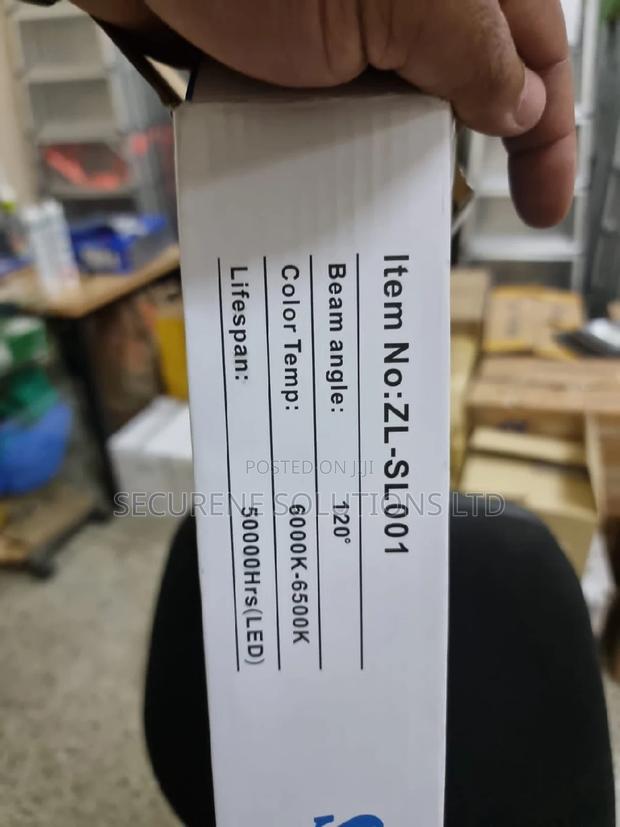 Item No:ZL-SL001
Beam angle: 120°
Color Temp: 6000K-6500K
Lifespan: 50000Hrs(LED)
POSTED ON JIJI
SECURENE SOLUTIONS LTD